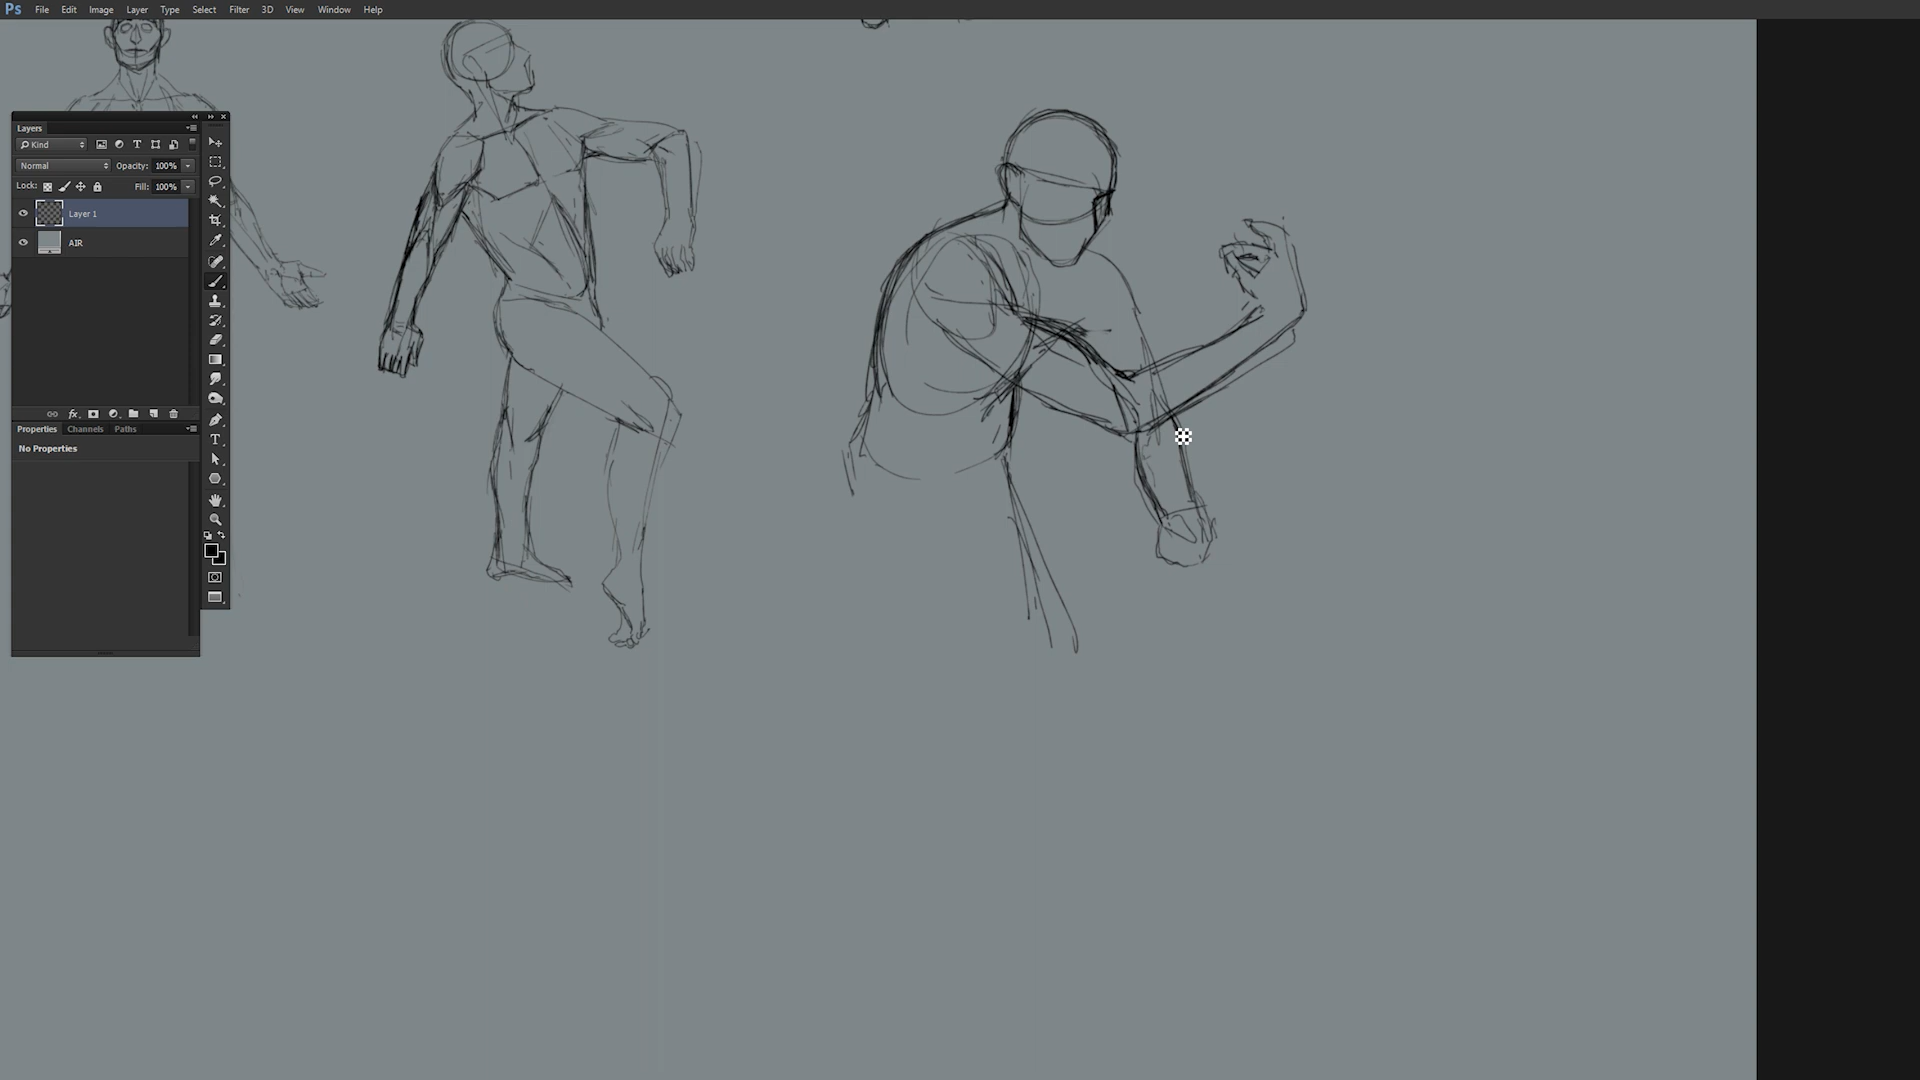 Ps File Edit Image Layer Type Select Filter 3D View Window Help
Layers
Kind
Normal Opacity: 100%
Lock: Fill: 100%
Layer 1
AIR
fx
Properties Channels Paths
No Properties
T